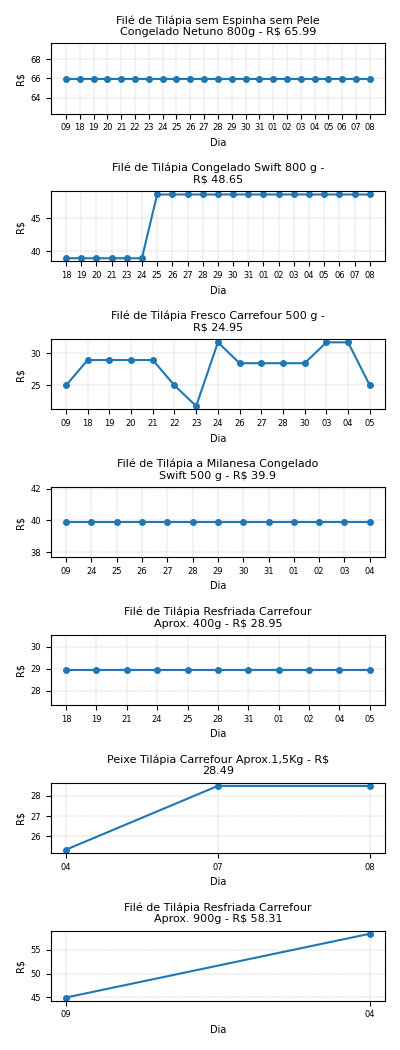 Filé de Tilápia sem Espinha sem Pele
Congelado Netuno 800g - R$ 65.99
68
66
64
R$
09 18 19 20 21 22 23 24 25 26 27 28 29 30 31 01 02 03 04 05 06 07 08
Dia
Filé de Tilápia Congelado Swift 800 g -
R$ 48.65
45
40
R$
18 19 20 21 23 24 25 26 27 28 29 30 31 01 02 03 04 05 06 07 08
Dia
Filé de Tilápia Fresco Carrefour 500 g -
R$ 24.95
30
25
R$
09 18 19 20 21 22 23 24 26 27 28 30 03 04 05
Dia
Filé de Tilápia a Milanesa Congelado
Swift 500 g - R$ 39.9
42
40
38
R$
09 24 25 26 27 28 29 30 31 01 02 03 04
Dia
Filé de Tilápia Resfriada Carrefour
Aprox. 400g - R$ 28.95
30
29
28
R$
18 19 21 24 25 28 31 01 02 04 05
Dia
Peixe Tilápia Carrefour Aprox.1,5Kg - R$
28.49
28
27
26
R$
04 07 08
Dia
Filé de Tilápia Resfriada Carrefour
Aprox. 900g - R$ 58.31
55
50
45
R$
09 04
Dia